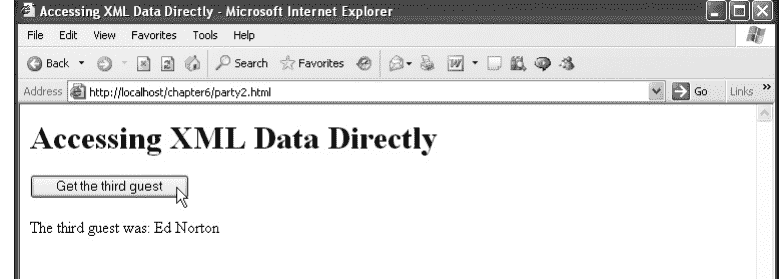 Accessing XML Data Directly - Microsoft Internet Explorer
File Edit View Favorites Tools Help
Back Search Favorites
Address http://localhost/chapter6/party2.html Go Links »
Accessing XML Data Directly
Get the third guest
The third guest was: Ed Norton